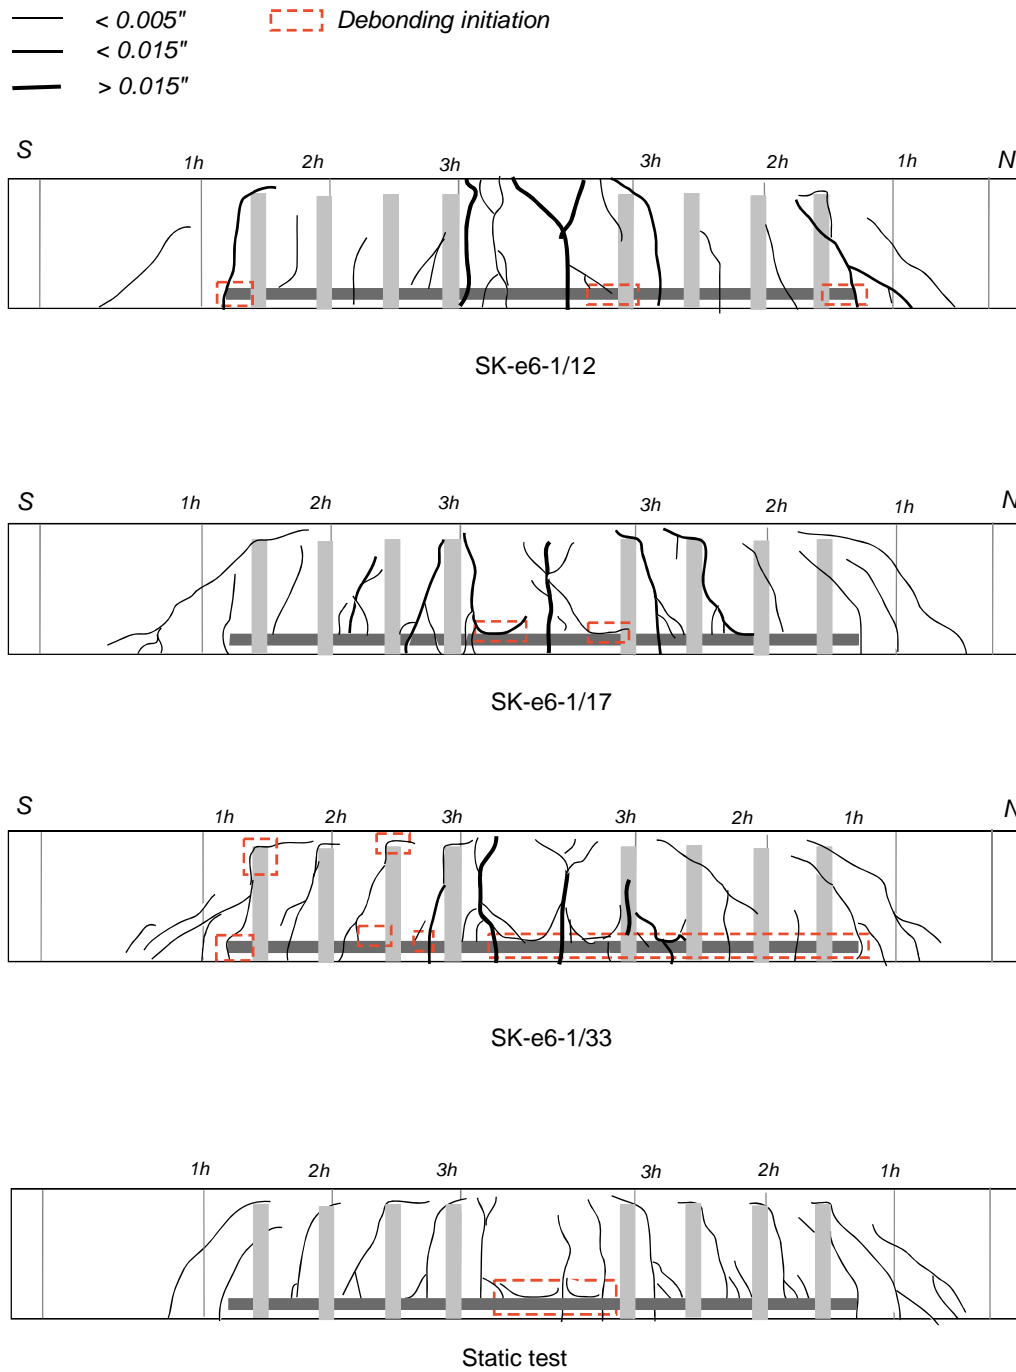 < 0.005" Debonding initiation
< 0.015"
> 0.015"
S 1h 2h 3h 3h 2h 1h N
SK-e6-1/12
S 1h 2h 3h 3h 2h 1h N
SK-e6-1/17
S 1h 2h 3h 3h 2h 1h N
SK-e6-1/33
1h 2h 3h 3h 2h 1h
Static test